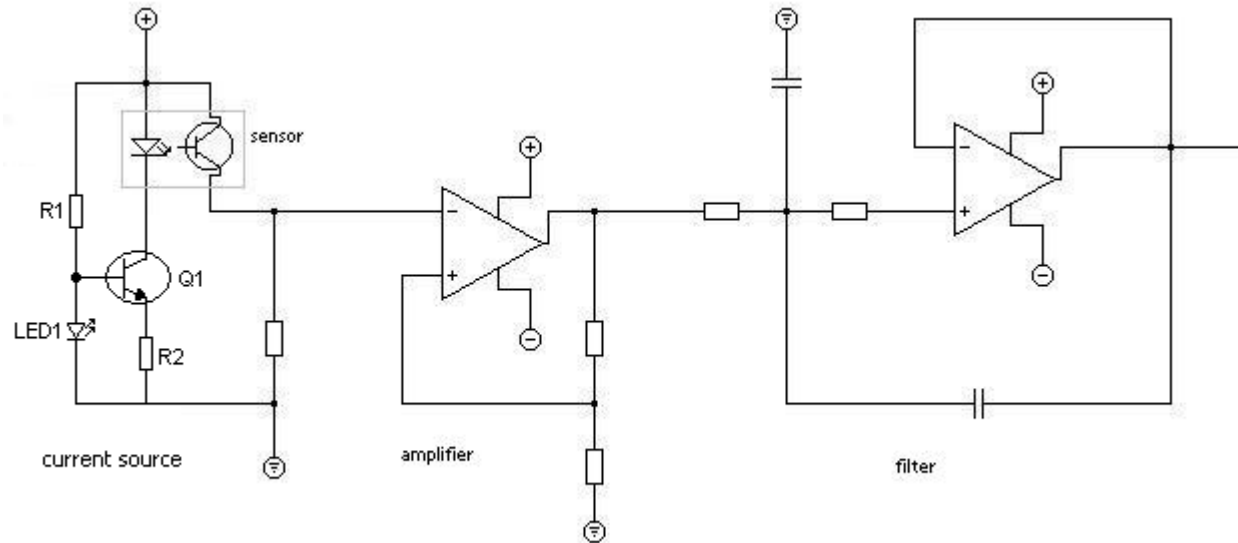 sensor
R1
Q1
LED1
R2
current source
amplifier
filter